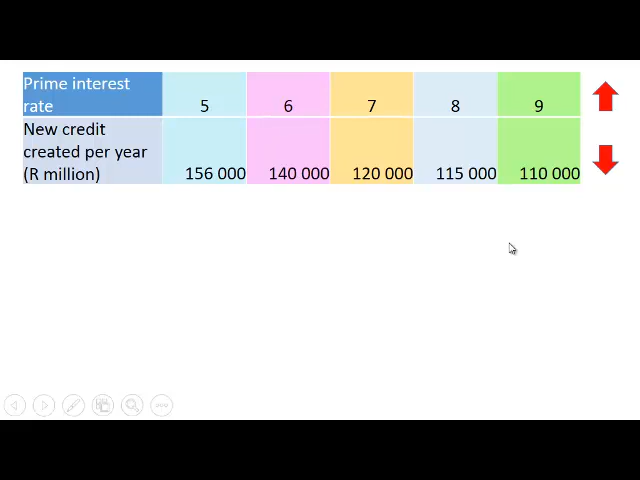 Prime interest
rate 5 6 7 8 9
New credit
created per year
(R million) 156 000 140 000 120 000 115 000 110 000